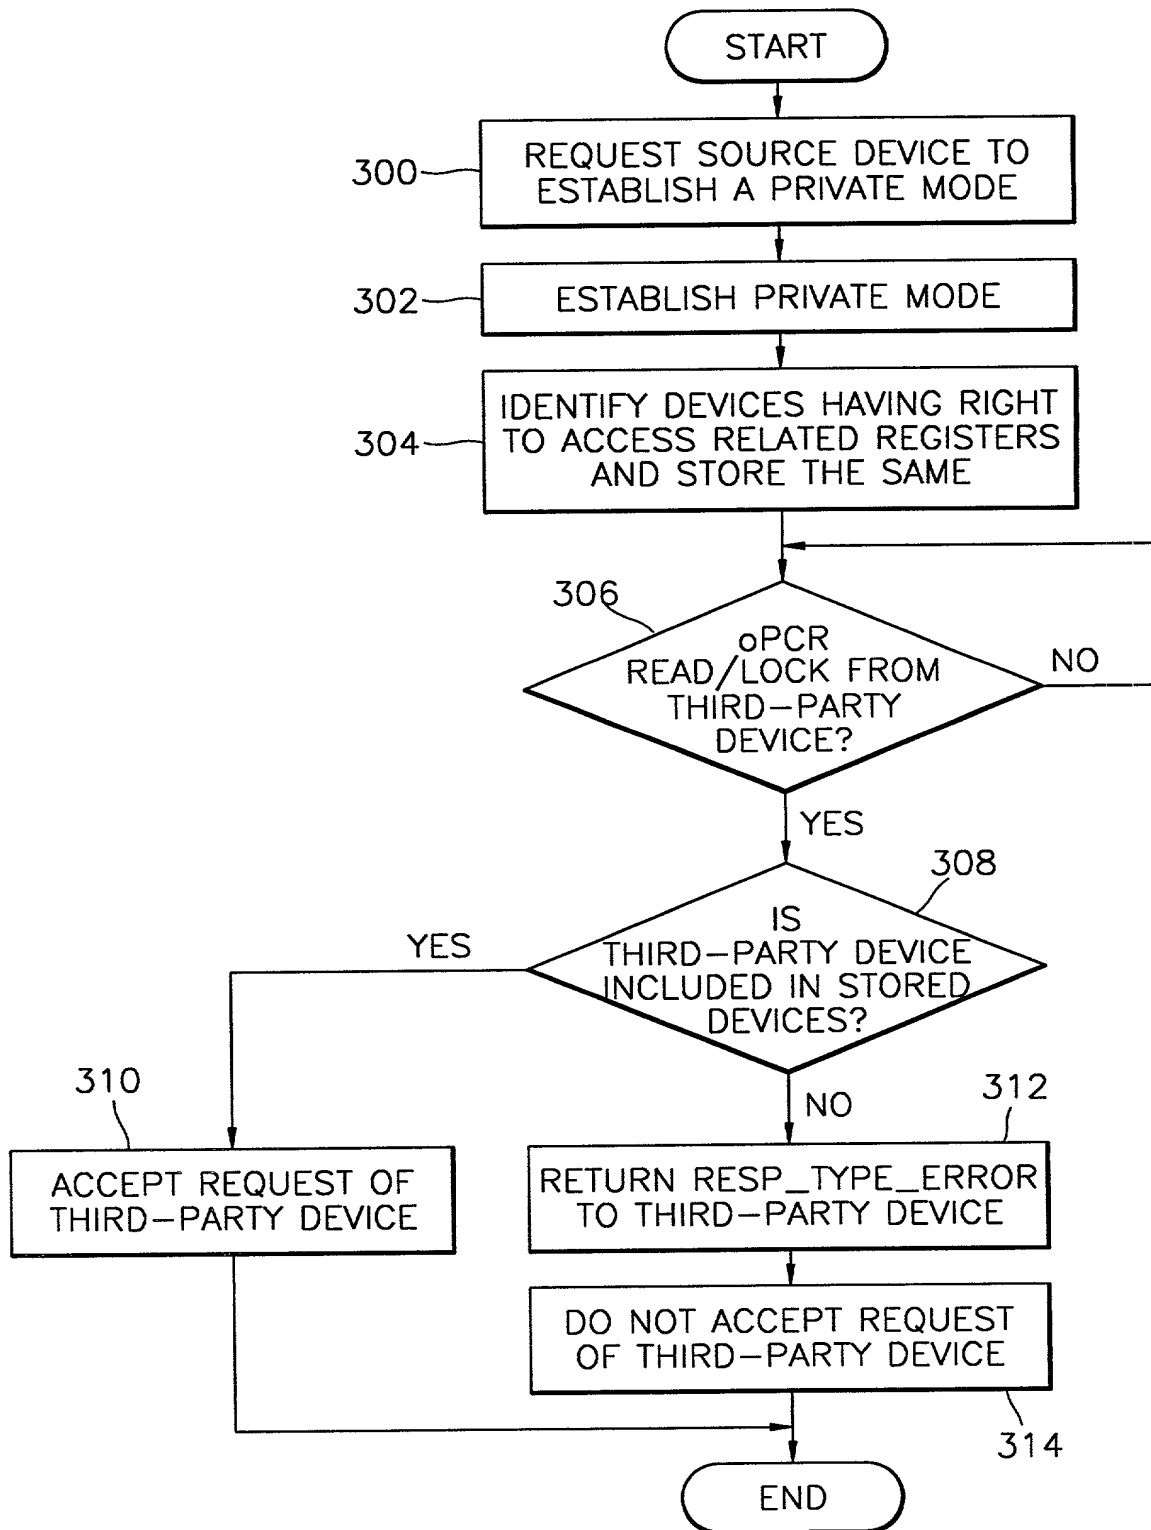 START
300
REQUEST SOURCE DEVICE TO
ESTABLISH A PRIVATE MODE
302
ESTABLISH PRIVATE MODE
304
IDENTIFY DEVICES HAVING RIGHT
TO ACCESS RELATED REGISTERS
AND STORE THE SAME
306
oPCR
READ/LOCK FROM
THIRD-PARTY
DEVICE?
NO
YES
308
IS
THIRD-PARTY DEVICE
INCLUDED IN STORED
DEVICES?
YES
NO
310
ACCEPT REQUEST OF
THIRD-PARTY DEVICE
312
RETURN RESP_TYPE_ERROR
TO THIRD-PARTY DEVICE
DO NOT ACCEPT REQUEST
OF THIRD-PARTY DEVICE
314
END